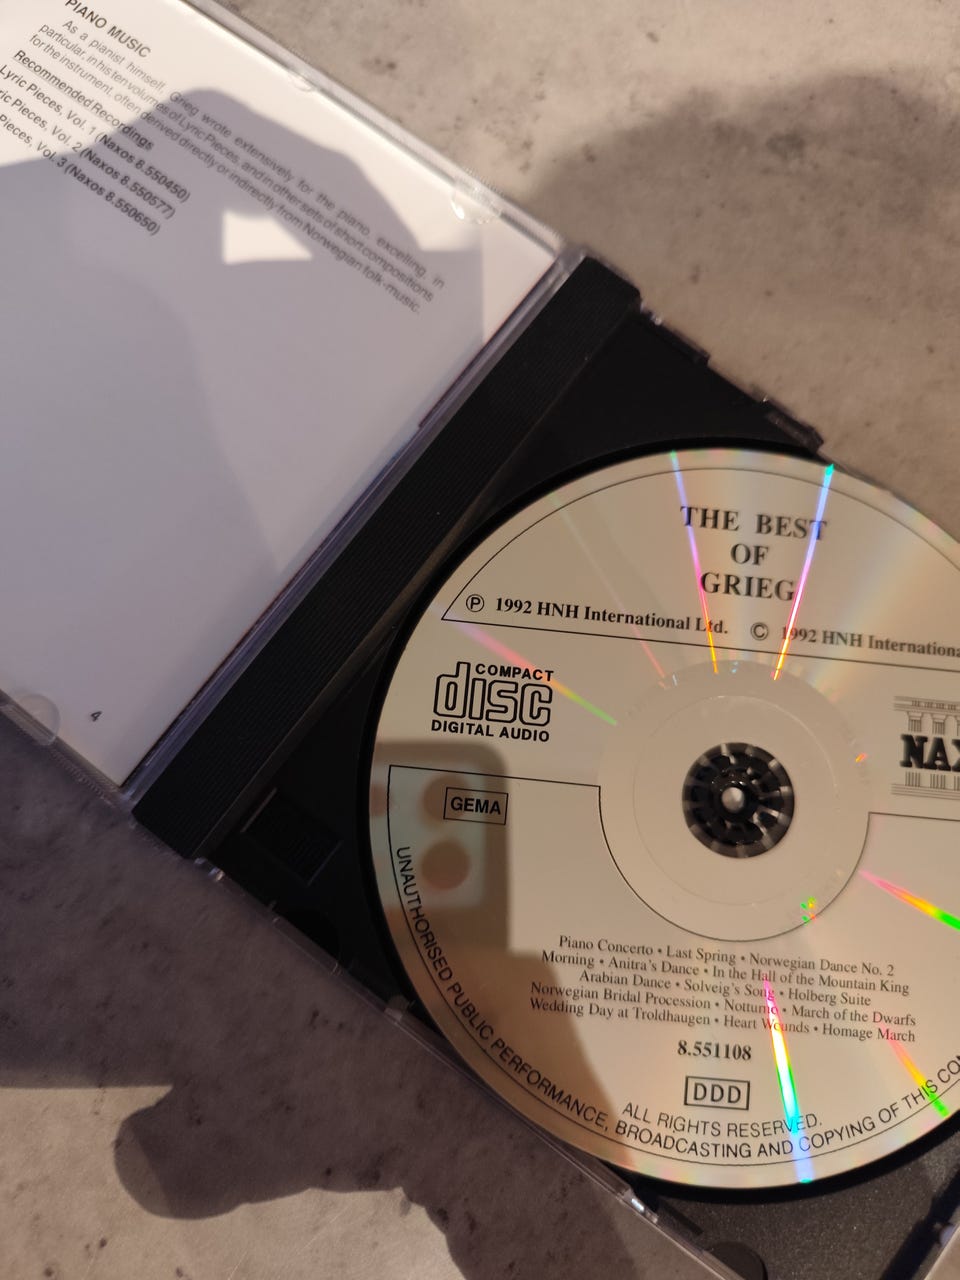 PIANO MUSIC
As a pianist himself, Grieg wrote extensively for the piano, excelling, in
particular, in his ten volumes of Lyric Pieces, and in other sets of short compositions
for the instrument, often derived directly or indirectly from Norwegian folk-music.
Recommended Recordings
Lyric Pieces, Vol. 1 (Naxos 8.550450)
ric Pieces, Vol. 2 (Naxos 8.550577)
Pieces, Vol. 3 (Naxos 8.550650)
4
THE BEST
OF
GRIEG
Ⓟ 1992 HNH International Ltd. © 1992 HNH Internationa
COMPACT
disc
DIGITAL AUDIO
NAX
GEMA
Piano Concerto • Last Spring • Norwegian Dance No. 2
Morning • Anitra's Dance • In the Hall of the Mountain King
Arabian Dance • Solveig's Song • Holberg Suite
Norwegian Bridal Procession • Notturno • March of the Dwarfs
Wedding Day at Troldhaugen • Heart Wounds • Homage March
8.551108
DDD
ALL RIGHTS RESERVED.
UNAUTHORISED PUBLIC PERFORMANCE, BROADCASTING AND COPYING OF THIS CO